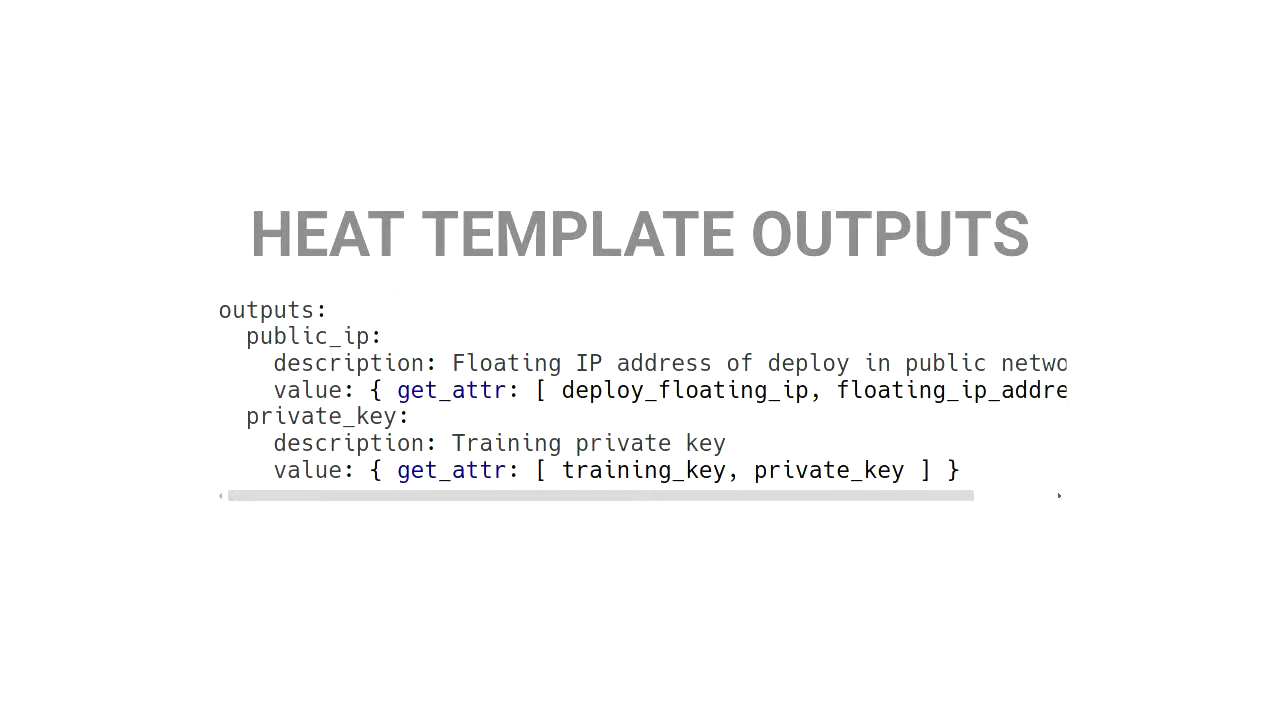 HEAT TEMPLATE OUTPUTS
outputs:
  public_ip:
    description: Floating IP address of deploy in public netwo
    value: { get_attr: [ deploy_floating_ip, floating_ip_addre
  private_key:
    description: Training private key
    value: { get_attr: [ training_key, private_key ] }